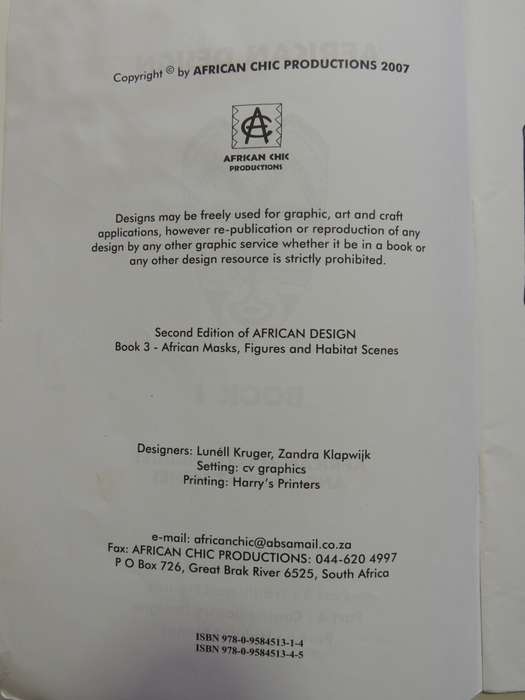 Copyright © by AFRICAN CHIC PRODUCTIONS 2007
AFRICAN CHIC
PRODUCTIONS
Designs may be freely used for graphic, art and craft
applications, however re-publication or reproduction of any
design by any other graphic service whether it be in a book or
any other design resource is strictly prohibited.
Second Edition of AFRICAN DESIGN
Book 3 - African Masks, Figures and Habitat Scenes
Designers: Lunéll Kruger, Zandra Klapwijk
Setting: cv graphics
Printing: Harry's Printers
e-mail: africanchic@absamail.co.za
Fax: AFRICAN CHIC PRODUCTIONS: 044-620 4997
P O Box 726, Great Brak River 6525, South Africa
ISBN 978-0-9584513-1-4
ISBN 978-0-9584513-4-5